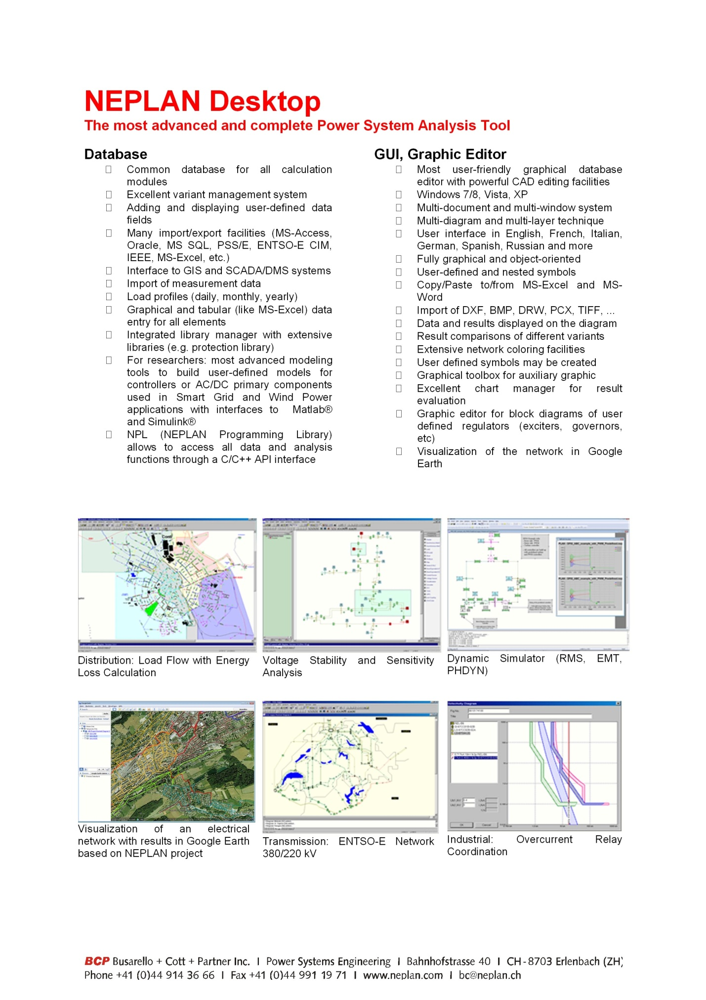 NEPLAN Desktop
The most advanced and complete Power System Analysis Tool
Database
Common database for all calculation
modules
Excellent variant management system
Adding and displaying user-defined data
fields
Many import/export facilities (MS-Access,
Oracle, MS SQL, PSS/E, ENTSO-E CIM,
IEEE, MS-Excel, etc.)
Interface to GIS and SCADA/DMS systems
Import of measurement data
Load profiles (daily, monthly, yearly)
Graphical and tabular (like MS-Excel) data
entry for all elements
Integrated library manager with extensive
libraries (e.g. protection library)
For researchers: most advanced modeling
tools to build user-defined models for
controllers or AC/DC primary components
used in Smart Grid and Wind Power
applications with interfaces to Matlab®
and Simulink®
NPL (NEPLAN Programming Library)
allows to access all data and analysis
functions through a C/C++ API interface
GUI, Graphic Editor
Most user-friendly graphical database
editor with powerful CAD editing facilities
Windows 7/8, Vista, XP
Multi-document and multi-window system
Multi-diagram and multi-layer technique
User interface in English, French, Italian,
German, Spanish, Russian and more
Fully graphical and object-oriented
User-defined and nested symbols
Copy/Paste to/from MS-Excel and MS-
Word
Import of DXF, BMP, DRW, PCX, TIFF, ...
Data and results displayed on the diagram
Result comparisons of different variants
Extensive network coloring facilities
User defined symbols may be created
Graphical toolbox for auxiliary graphic
Excellent chart manager for result
evaluation
Graphic editor for block diagrams of user
defined regulators (exciters, governors,
etc)
Visualization of the network in Google
Earth
Distribution: Load Flow with Energy
Loss Calculation
Voltage Stability and Sensitivity
Analysis
Dynamic Simulator (RMS, EMT,
PHDYN)
Selectivity Diagram
Title
OK
Cancel
Visualization of an electrical
network with results in Google Earth
based on NEPLAN project
Transmission: ENTSO-E Network
380/220 kV
Industrial: Overcurrent Relay
Coordination
BCP Busarello + Cott + Partner Inc. I Power Systems Engineering I Bahnhofstrasse 40 I CH-8703 Erlenbach (ZH)
Phone +41 (0)44 914 36 66 I Fax +41 (0)44 991 19 71 I www.neplan.com I bc@neplan.ch